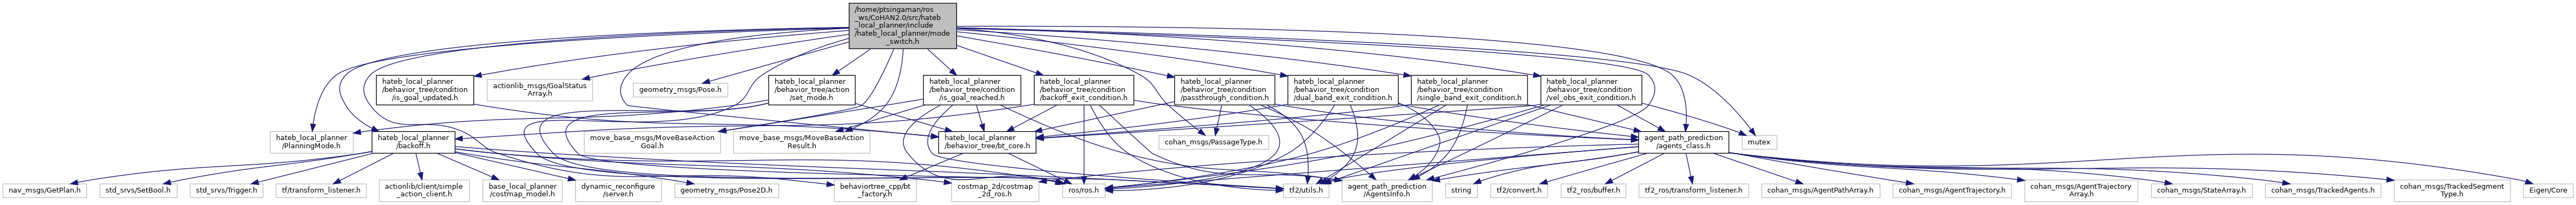 /home/ptsingaman/ros
_ws/CoHAN2.0/src/hateb
_local_planner/include
/hateb_local_planner/mode
_switch.h
hateb_local_planner
/behavior_tree/condition
/is_goal_updated.h
actionlib_msgs/GoalStatus
Array.h
geometry_msgs/Pose.h
hateb_local_planner
/behavior_tree/action
/set_mode.h
hateb_local_planner
/behavior_tree/condition
/is_goal_reached.h
hateb_local_planner
/behavior_tree/condition
/backoff_exit_condition.h
hateb_local_planner
/behavior_tree/condition
/passthrough_condition.h
hateb_local_planner
/behavior_tree/condition
/dual_band_exit_condition.h
hateb_local_planner
/behavior_tree/condition
/single_band_exit_condition.h
hateb_local_planner
/behavior_tree/condition
/vel_obs_exit_condition.h
hateb_local_planner
/PlanningMode.h
hateb_local_planner
/backoff.h
move_base_msgs/MoveBaseAction
Goal.h
move_base_msgs/MoveBaseAction
Result.h
hateb_local_planner
/behavior_tree/bt_core.h
cohan_msgs/PassageType.h
agent_path_prediction
/agents_class.h
mutex
nav_msgs/GetPlan.h
std_srvs/SetBool.h
std_srvs/Trigger.h
tf/transform_listener.h
actionlib/client/simple
_action_client.h
base_local_planner
/costmap_model.h
dynamic_reconfigure
/server.h
geometry_msgs/Pose2D.h
behaviortree_cpp/bt
_factory.h
costmap_2d/costmap
_2d_ros.h
ros/ros.h
tf2/utils.h
agent_path_prediction
/AgentsInfo.h
string
tf2/convert.h
tf2_ros/buffer.h
tf2_ros/transform_listener.h
cohan_msgs/AgentPathArray.h
cohan_msgs/AgentTrajectory.h
cohan_msgs/AgentTrajectory
Array.h
cohan_msgs/StateArray.h
cohan_msgs/TrackedAgents.h
cohan_msgs/TrackedSegment
Type.h
Eigen/Core